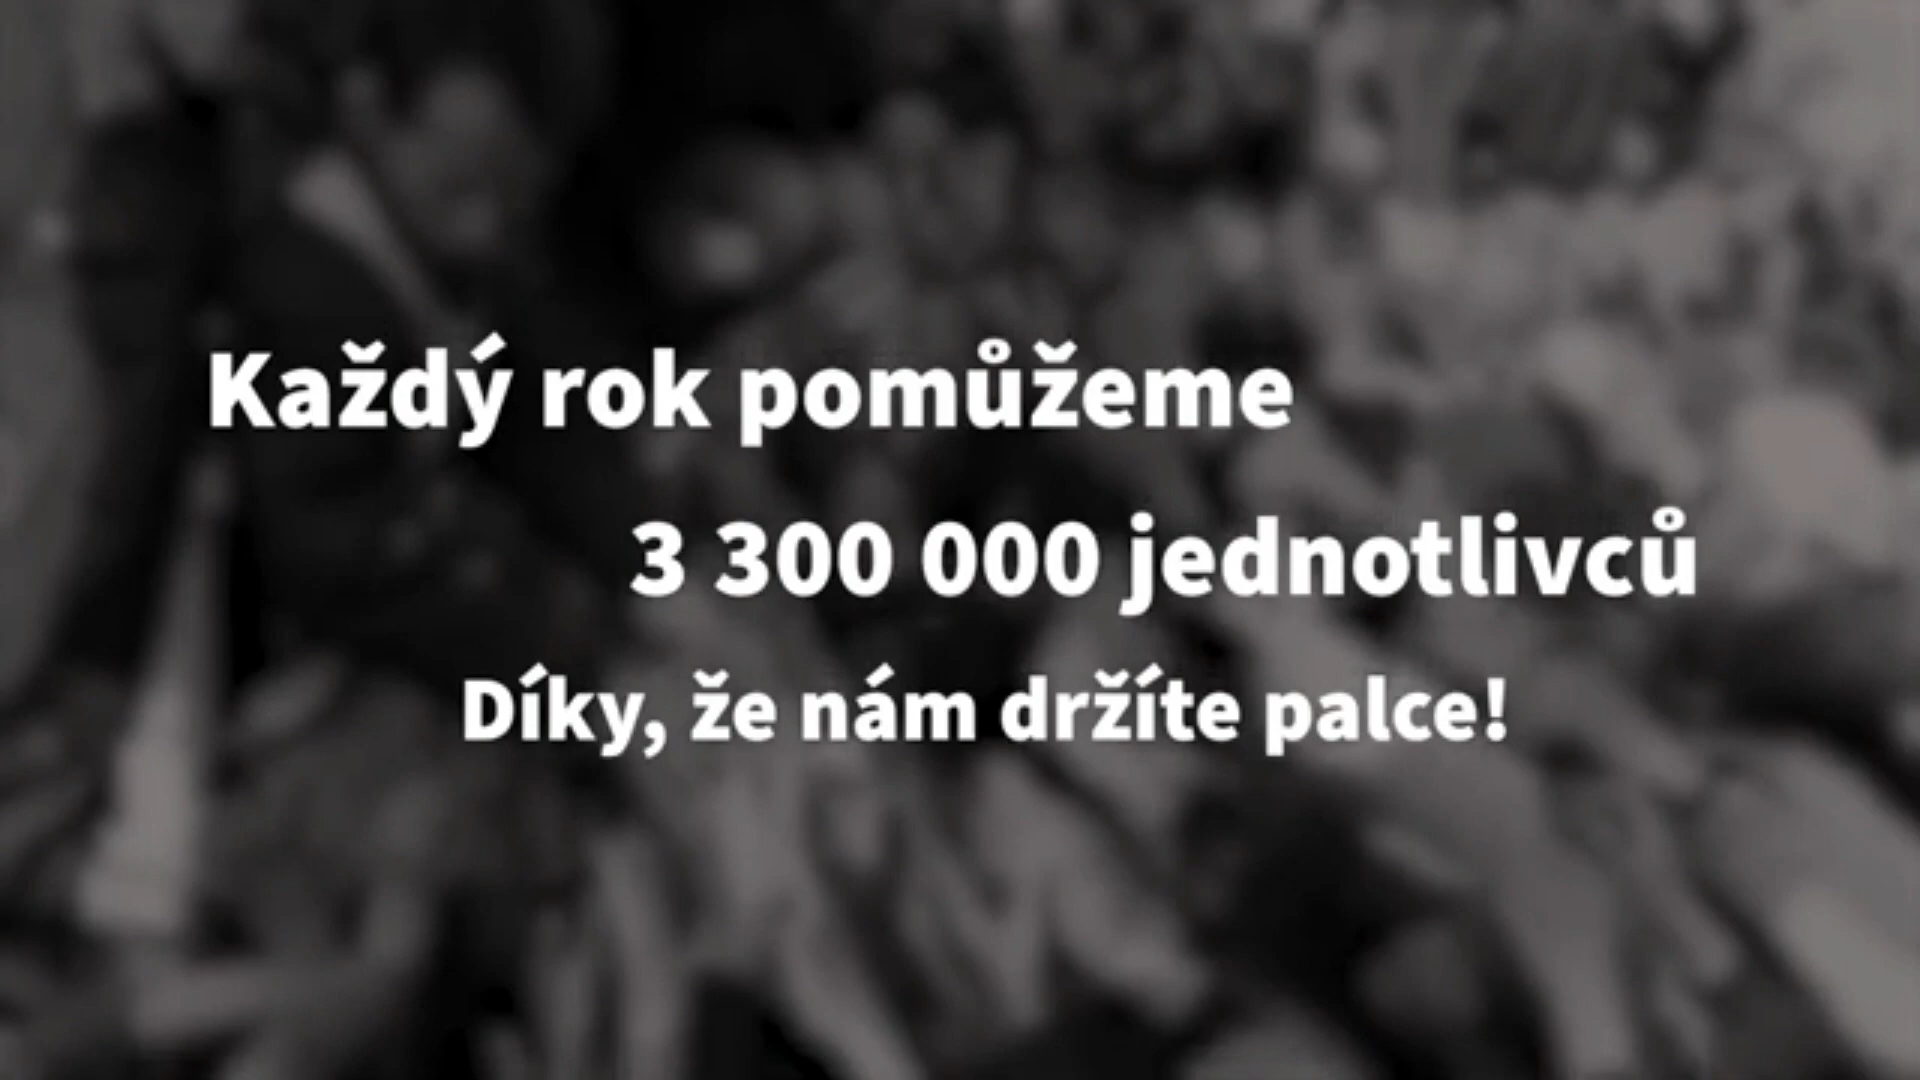 Každý rok pomůžeme
3 300 000 jednotlivců
Díky, že nám držíte palce!